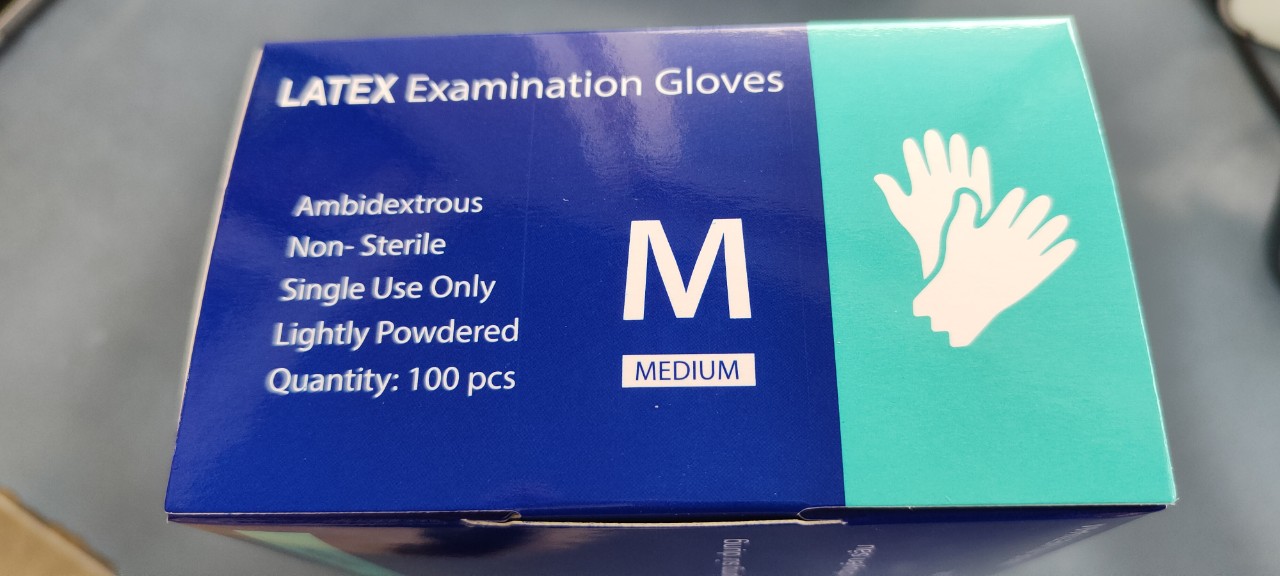 LATEX Examination Gloves
Ambidextrous
Non- Sterile
Single Use Only
Lightly Powdered
Quantity: 100 pcs
M
MEDIUM